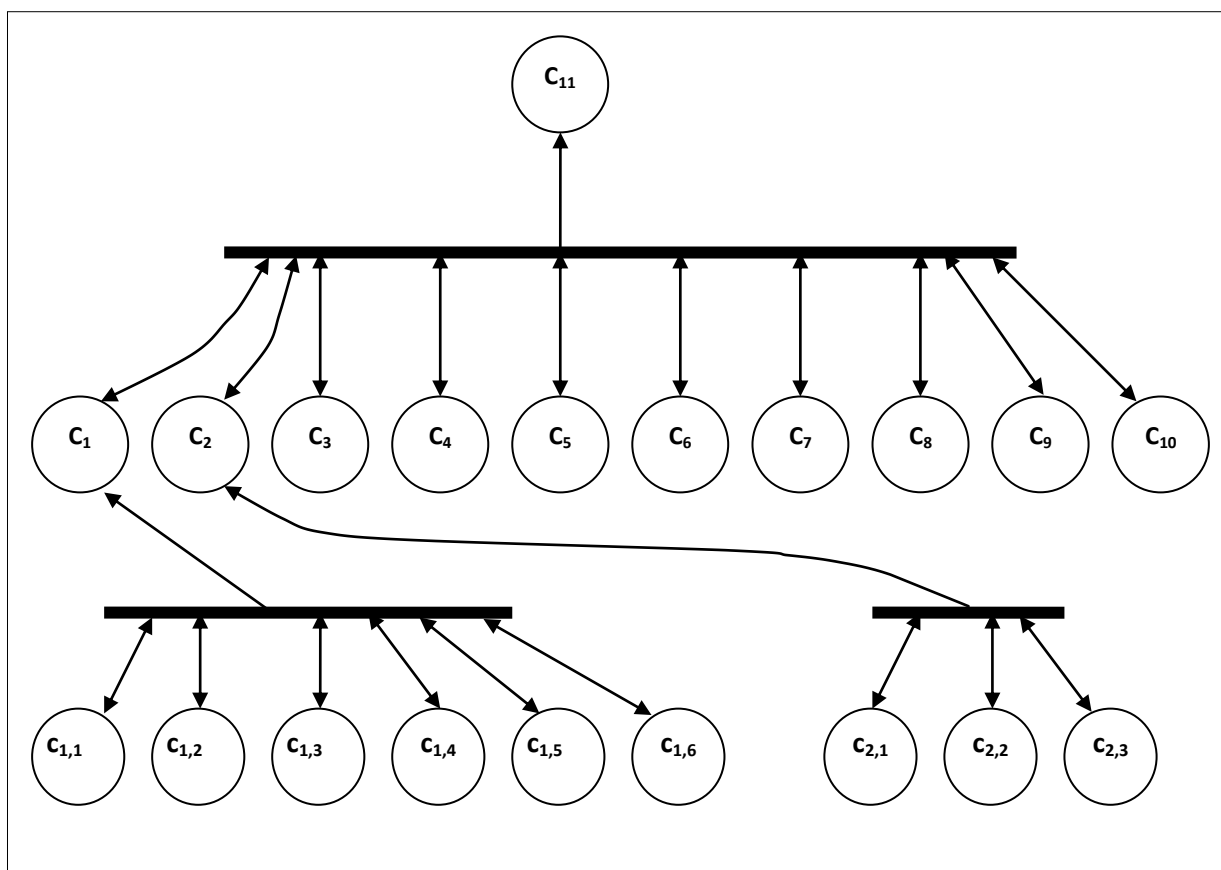 C₁₁
C₁ C₂ C₃ C₄ C₅ C₆ C₇ C₈ C₉ C₁₀
C₁,₁ C₁,₂ C₁,₃ C₁,₄ C₁,₅ C₁,₆ C₂,₁ C₂,₂ C₂,₃